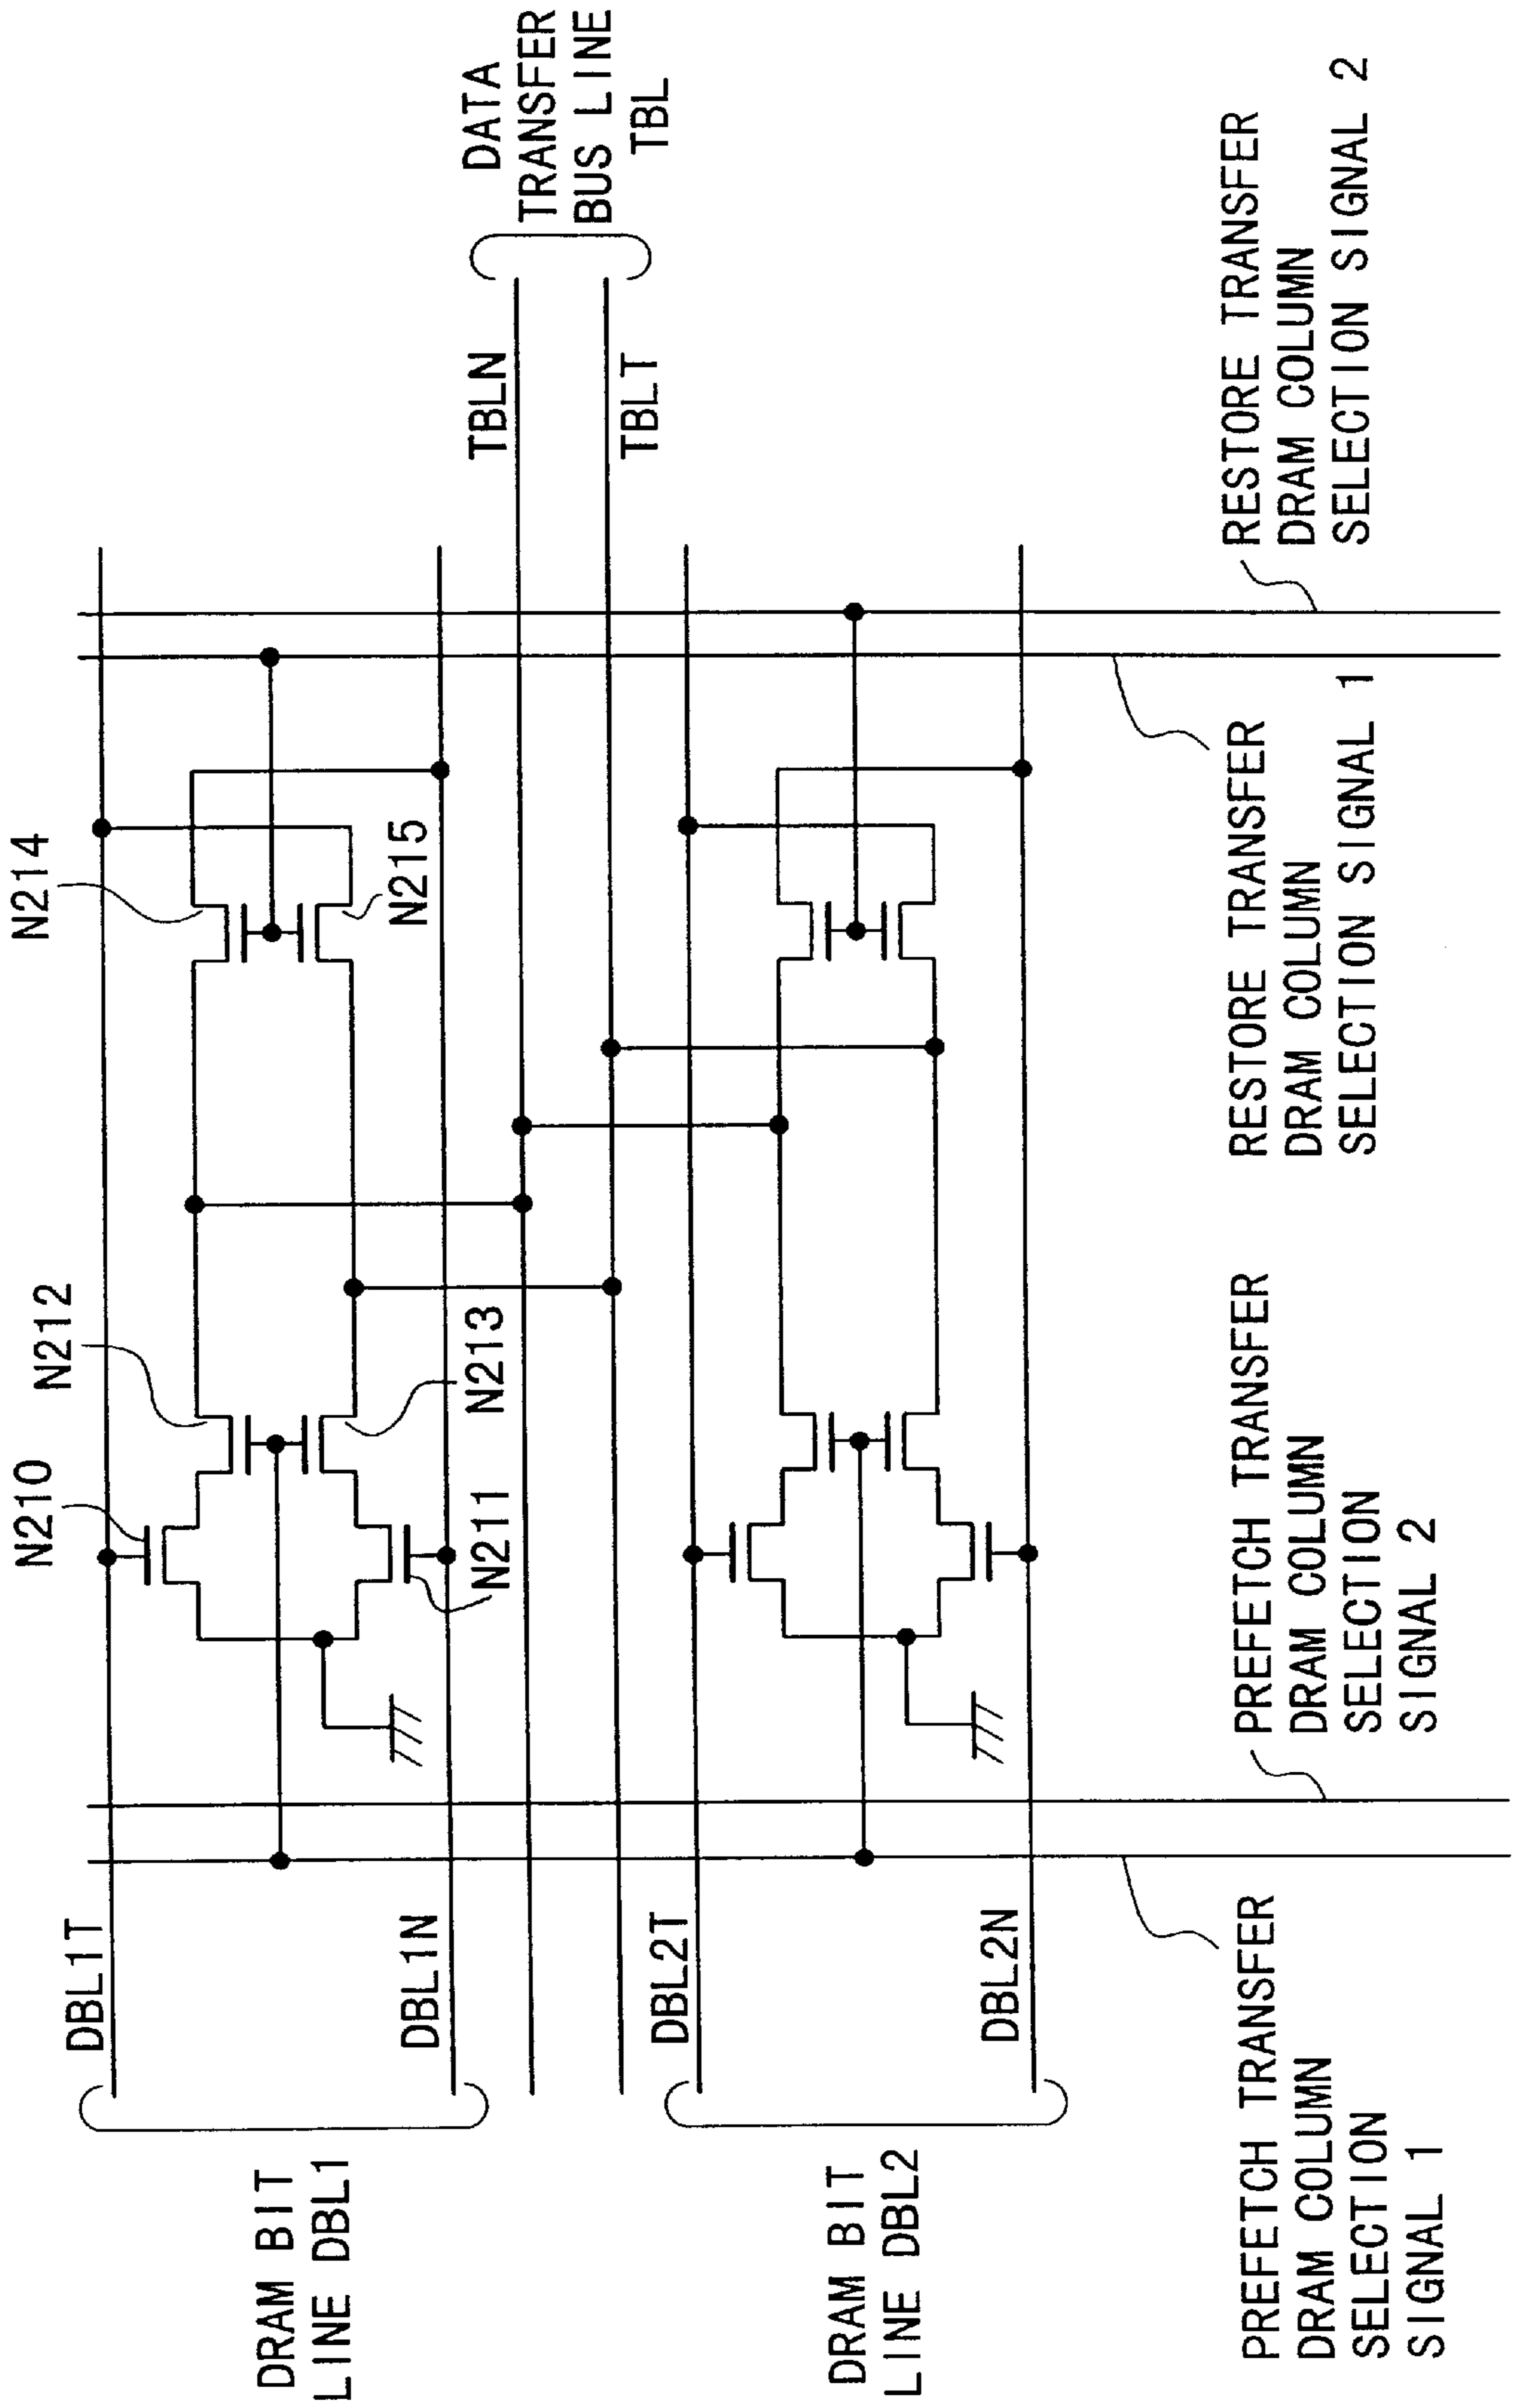 DRAM BIT
LINE DBL1
DBL1T
DBL1N
N210
N211
N212
N213
N214
N215
TBLN
TBLT
DATA
TRANSFER
BUS LINE
TBL
DRAM BIT
LINE DBL2
DBL2T
DBL2N
PREFETCH TRANSFER
DRAM COLUMN
SELECTION
SIGNAL 1
PREFETCH TRANSFER
DRAM COLUMN
SELECTION
SIGNAL 2
RESTORE TRANSFER
DRAM COLUMN
SELECTION SIGNAL 1
RESTORE TRANSFER
DRAM COLUMN
SELECTION SIGNAL 2